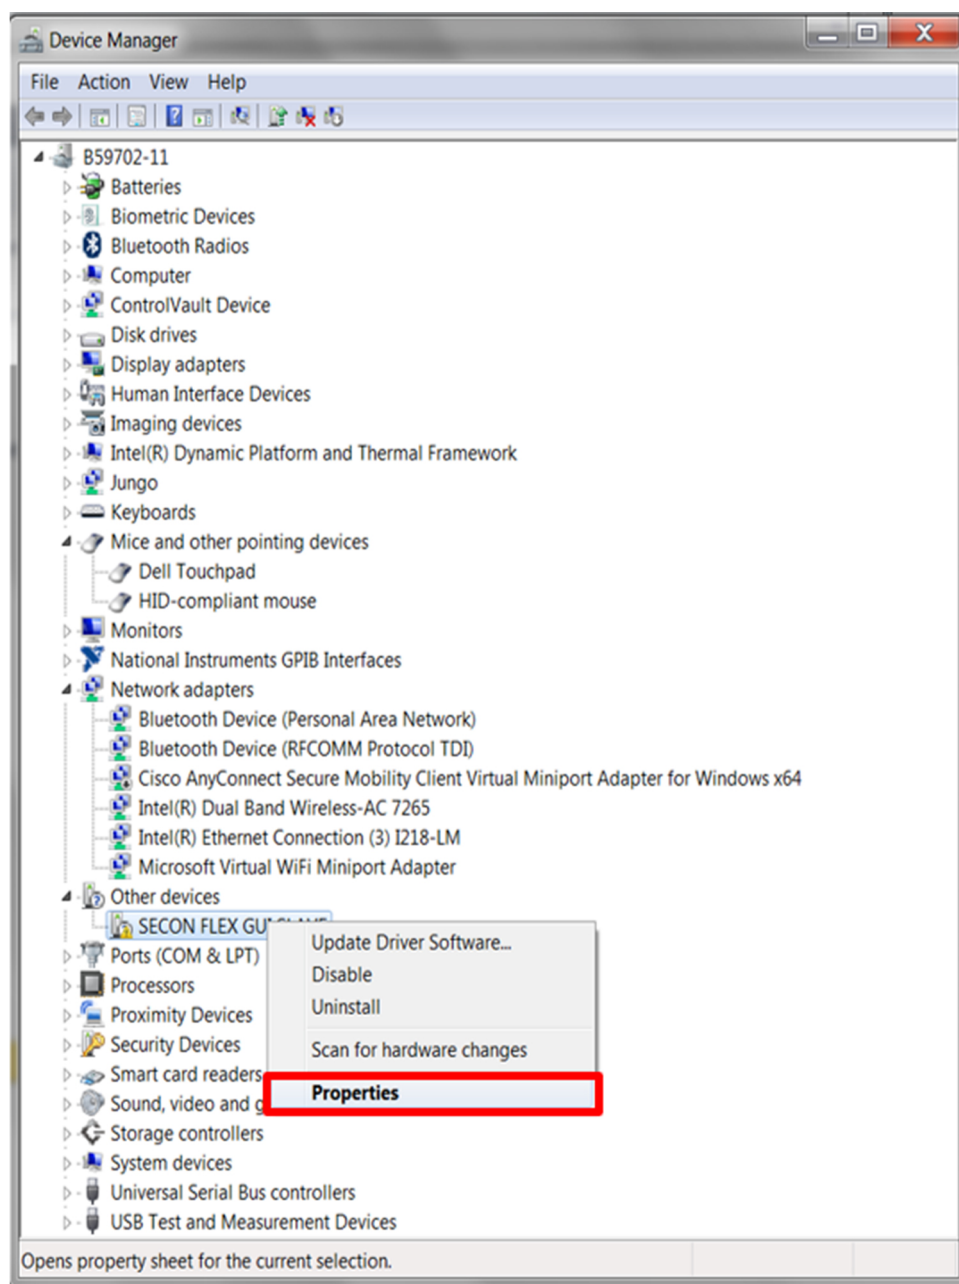 Device Manager
File Action View Help
B59702-11
Batteries
Biometric Devices
Bluetooth Radios
Computer
ControlVault Device
Disk drives
Display adapters
Human Interface Devices
Imaging devices
Intel(R) Dynamic Platform and Thermal Framework
Jungo
Keyboards
Mice and other pointing devices
Dell Touchpad
HID-compliant mouse
Monitors
National Instruments GPIB Interfaces
Network adapters
Bluetooth Device (Personal Area Network)
Bluetooth Device (RFCOMM Protocol TDI)
Cisco AnyConnect Secure Mobility Client Virtual Miniport Adapter for Windows x64
Intel(R) Dual Band Wireless-AC 7265
Intel(R) Ethernet Connection (3) I218-LM
Microsoft Virtual WiFi Miniport Adapter
Other devices
SECON FLEX GUI SLAVE
Update Driver Software...
Ports (COM & LPT)
Disable
Processors
Uninstall
Proximity Devices
Security Devices
Scan for hardware changes
Smart card readers
Properties
Sound, video and g
Storage controllers
System devices
Universal Serial Bus controllers
USB Test and Measurement Devices
Opens property sheet for the current selection.